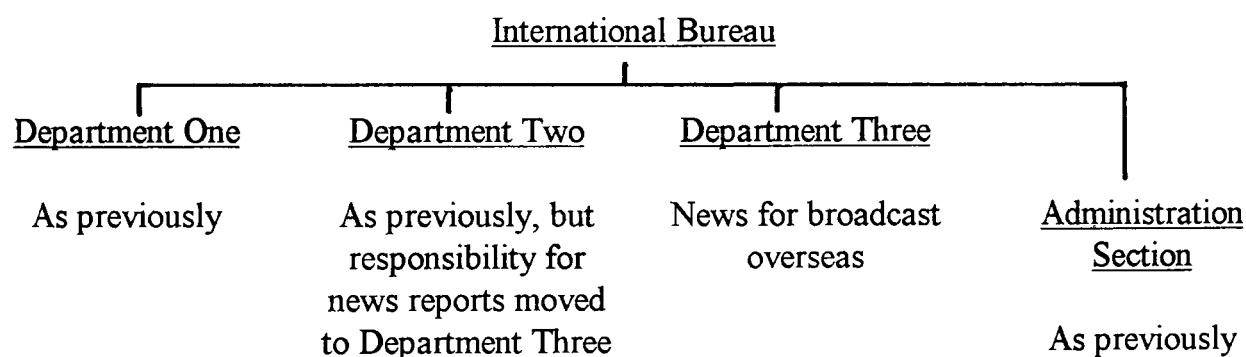 International Bureau
Department One
As previously
Department Two
As previously, but
responsibility for
news reports moved
to Department Three
Department Three
News for broadcast
overseas
Administration
Section
As previously